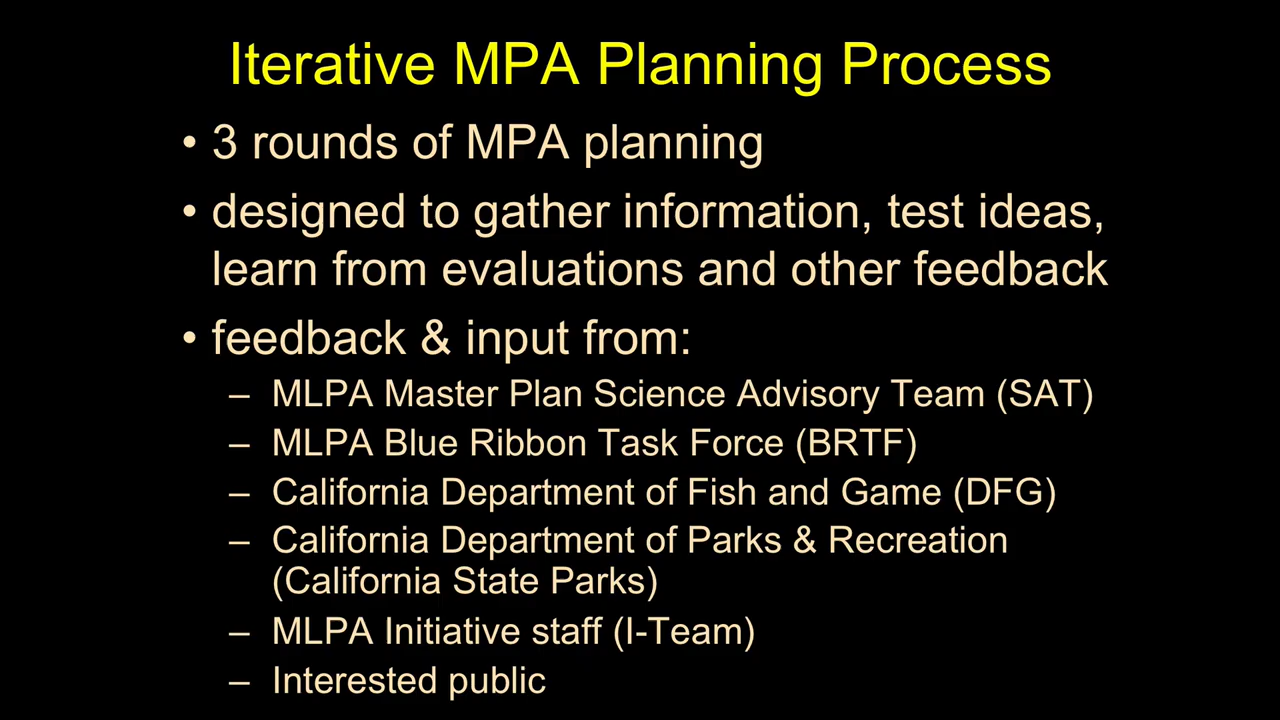 Iterative MPA Planning Process
• 3 rounds of MPA planning
• designed to gather information, test ideas,
learn from evaluations and other feedback
• feedback & input from:
– MLPA Master Plan Science Advisory Team (SAT)
– MLPA Blue Ribbon Task Force (BRTF)
– California Department of Fish and Game (DFG)
– California Department of Parks & Recreation
(California State Parks)
– MLPA Initiative staff (I-Team)
– Interested public